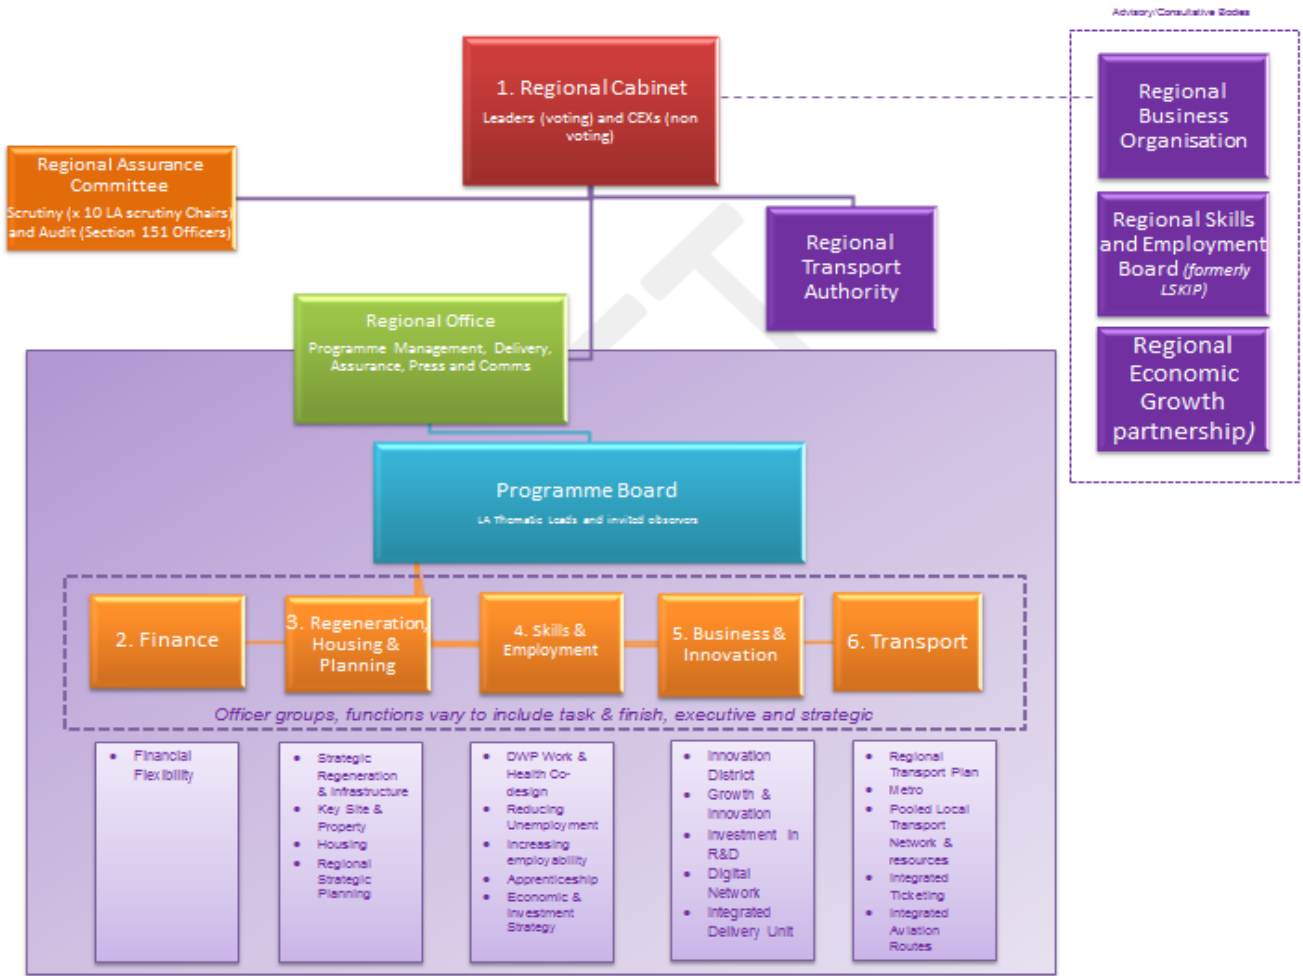 Advisory/Consultative Bodies
1. Regional Cabinet
Leaders (voting) and CEXs (non
voting)
Regional
Business
Organisation
Regional Assurance
Committee
Scrutiny (x 10 LA scrutiny Chairs)
and Audit (Section 151 Officers)
Regional
Transport
Authority
Regional Skills
and Employment
Board (formerly
LSKIP)
Regional Office
Programme Management, Delivery,
Assurance, Press and Comms
Regional
Economic
Growth
partnership)
Programme Board
LA Thematic Leads and invited observers
2. Finance
3. Regeneration,
Housing &
Planning
4. Skills &
Employment
5. Business &
Innovation
6. Transport
Officer groups, functions vary to include task & finish, executive and strategic
• Financial
Flexibility
• Strategic
Regeneration
& Infrastructure
• Key Site &
Property
• Housing
• Regional
Strategic
Planning
• DWP Work &
Health Co-
design
• Reducing
Unemployment
• Increasing
employability
• Apprenticeship
• Economic &
Investment
Strategy
• Innovation
District
• Growth &
Innovation
• Investment in
R&D
• Digital
Network
• Integrated
Delivery Unit
• Regional
Transport Plan
• Metro
• Pooled Local
Transport
Network &
resources
• Integrated
Ticketing
• Integrated
Aviation
Routes